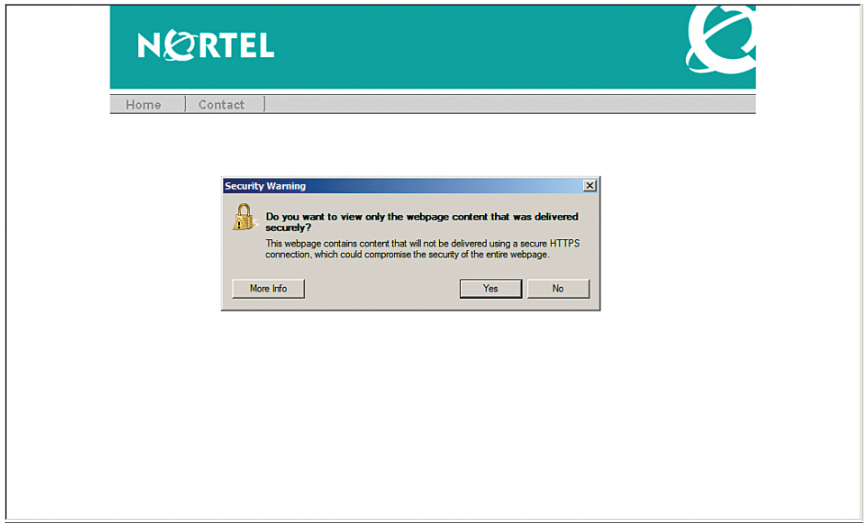 NORTEL
Home | Contact |
Security Warning
Do you want to view only the webpage content that was delivered
securely?
This webpage contains content that will not be delivered using a secure HTTPS
connection, which could compromise the security of the entire webpage.
More Info Yes No